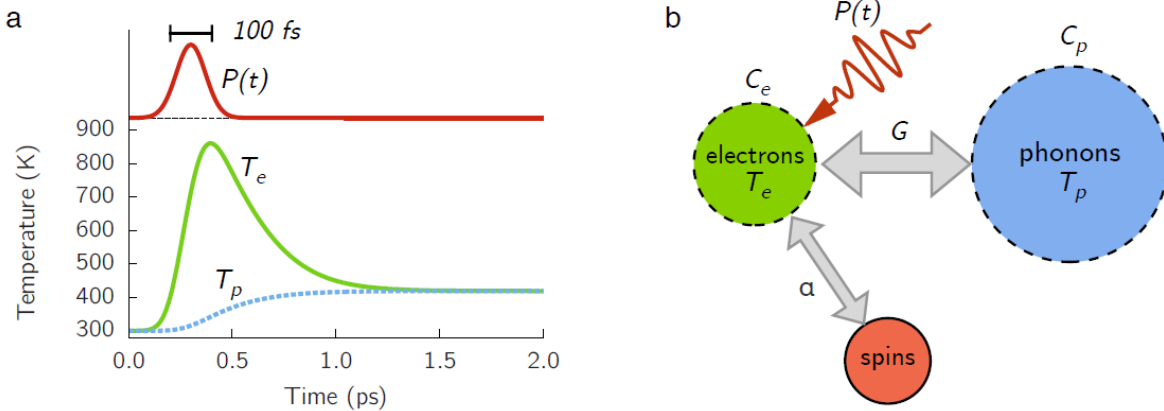 a
100 fs
P(t)
Temperature (K)
900
800
700
600
500
400
300
T_e
T_p
0.0 0.5 1.0 1.5 2.0
Time (ps)
b
P(t)
C_e
C_p
G
electrons
T_e
phonons
T_p
α
spins